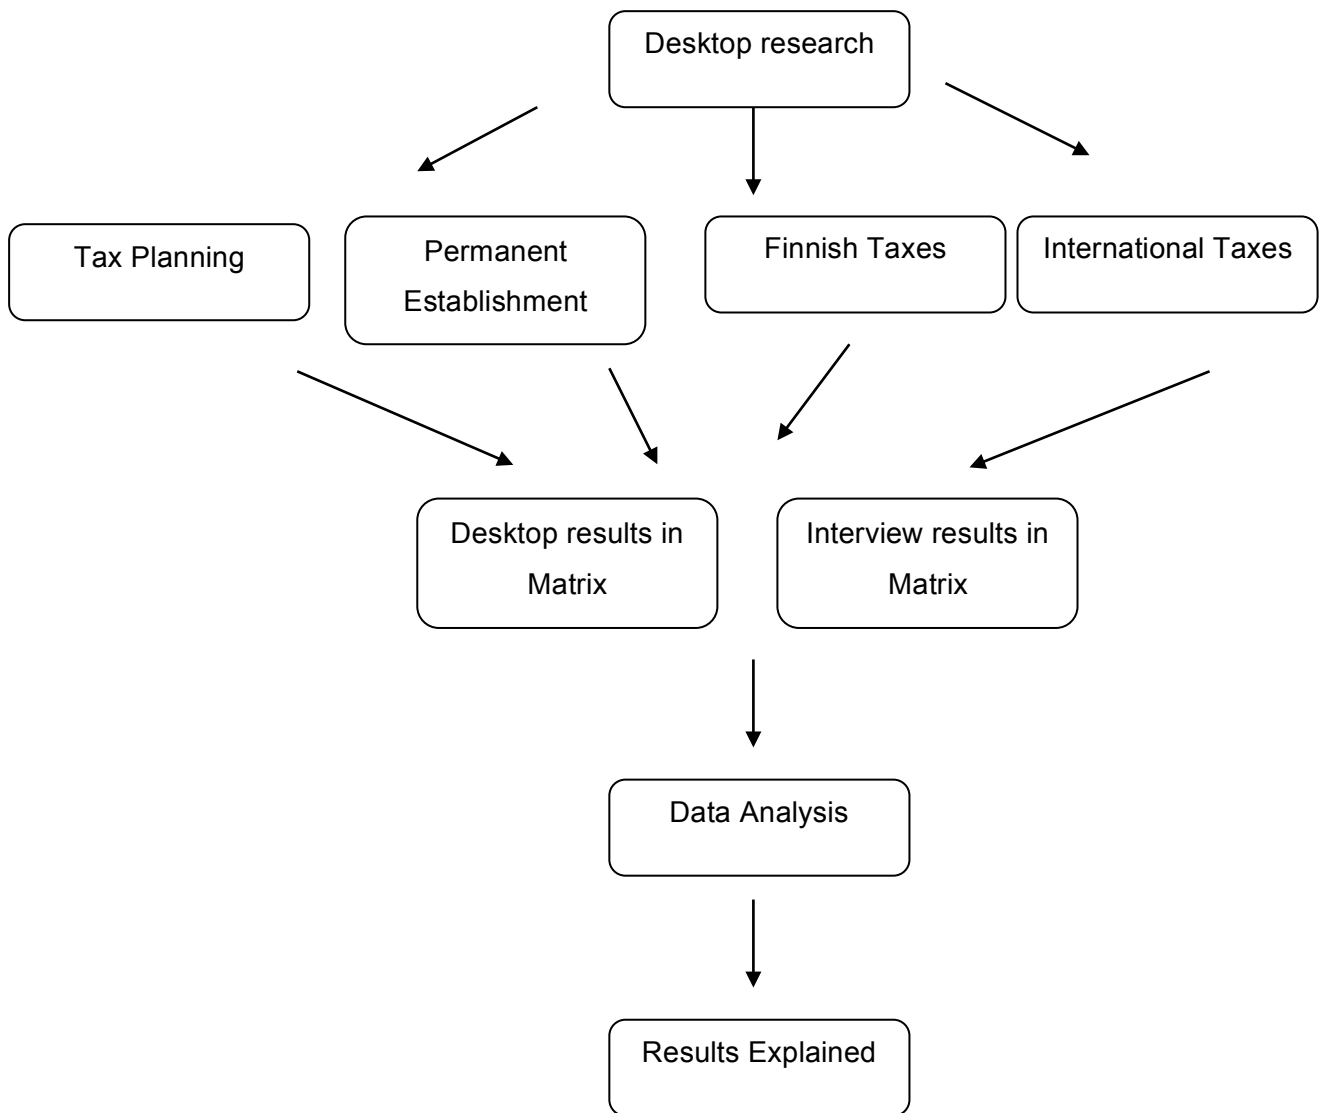 Desktop research
Tax Planning
Permanent
Establishment
Finnish Taxes
International Taxes
Desktop results in
Matrix
Interview results in
Matrix
Data Analysis
Results Explained